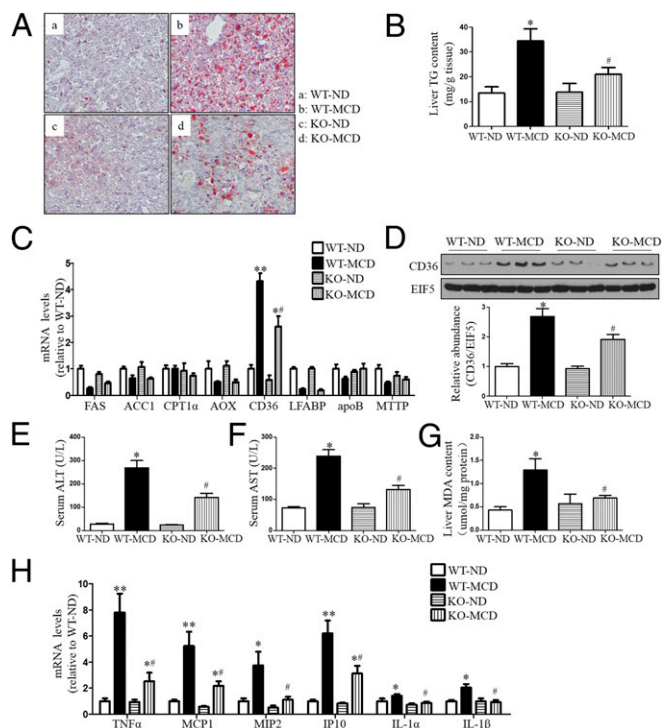 A
a
b
c
d
a: WT-ND
b: WT-MCD
c: KO-ND
d: KO-MCD
B
Liver TG content
(mg/g tissue)
50
40
30
20
10
0
*
#
WT-ND
WT-MCD
KO-ND
KO-MCD
C
mRNA levels
(relative to WT-ND)
5
4
3
2
1
0
**
*#
WT-ND
WT-MCD
KO-ND
KO-MCD
FAS ACC1 CPT1α AOX CD36 LFABP apoB MTTP
D
WT-ND WT-MCD KO-ND KO-MCD
CD36
EIF5
Relative abundance
(CD36/EIF5)
3
2
1
0
*
#
WT-ND WT-MCD KO-ND KO-MCD
E
Serum ALT (U/L)
400
300
200
100
0
*
#
WT-ND WT-MCD KO-ND KO-MCD
F
Serum AST (U/L)
300
200
100
0
*
#
WT-ND WT-MCD KO-ND KO-MCD
G
Liver MDA content
(umol/mg protein)
2.0
1.5
1.0
0.5
0.0
*
#
WT-ND WT-MCD KO-ND KO-MCD
H
mRNA levels
(relative to WT-ND)
10
8
6
4
2
0
WT-ND
WT-MCD
KO-ND
KO-MCD
** *# ** *# * # ** *# * # * #
TNFα MCP1 MIP2 IP10 IL-1α IL-1β